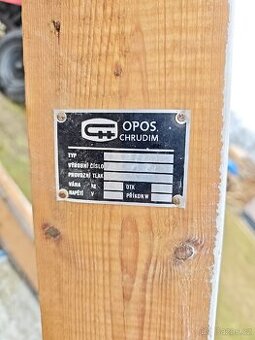 OPOS
CHRUDIM
TYP
VÝROBNÍ ČÍSLO
PROVOZNÍ TLAK
VÁHA kg OTK
NAPĚTÍ V PŘÍKON W